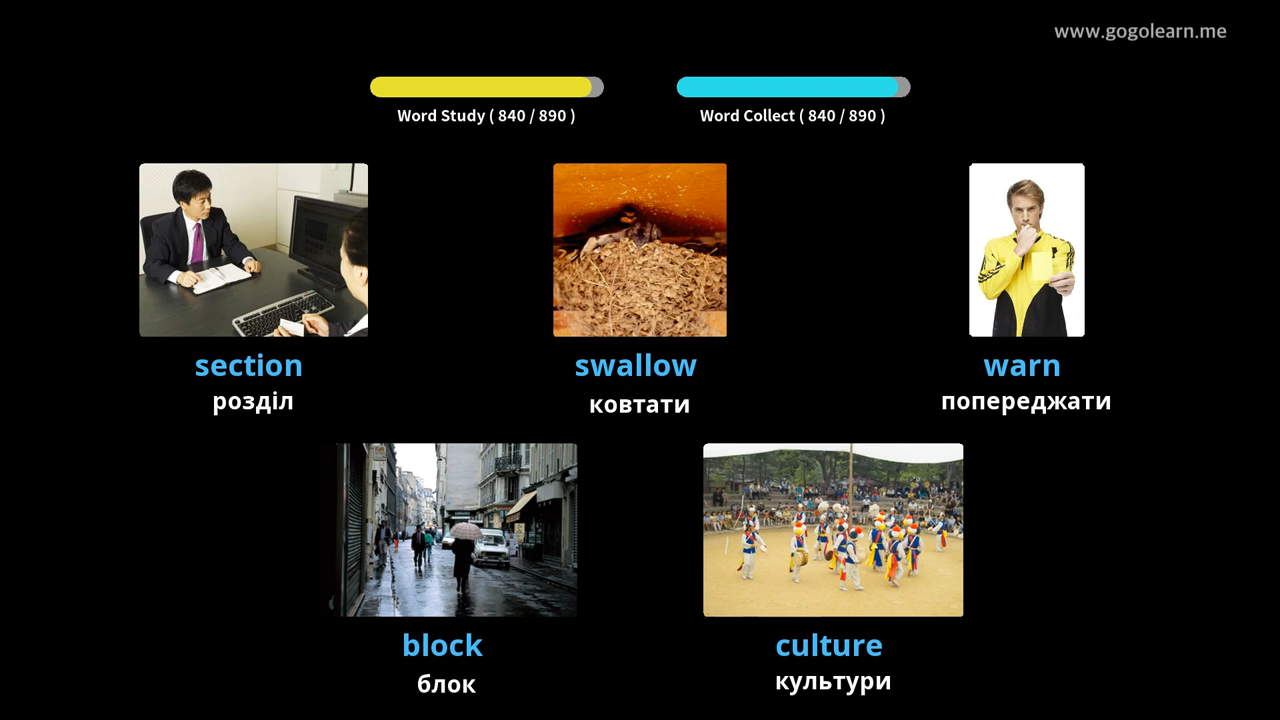 www.gogolearn.me
Word Study ( 840 / 890 )
Word Collect ( 840 / 890 )
section
розділ
swallow
ковтати
warn
попереджати
block
блок
culture
культури